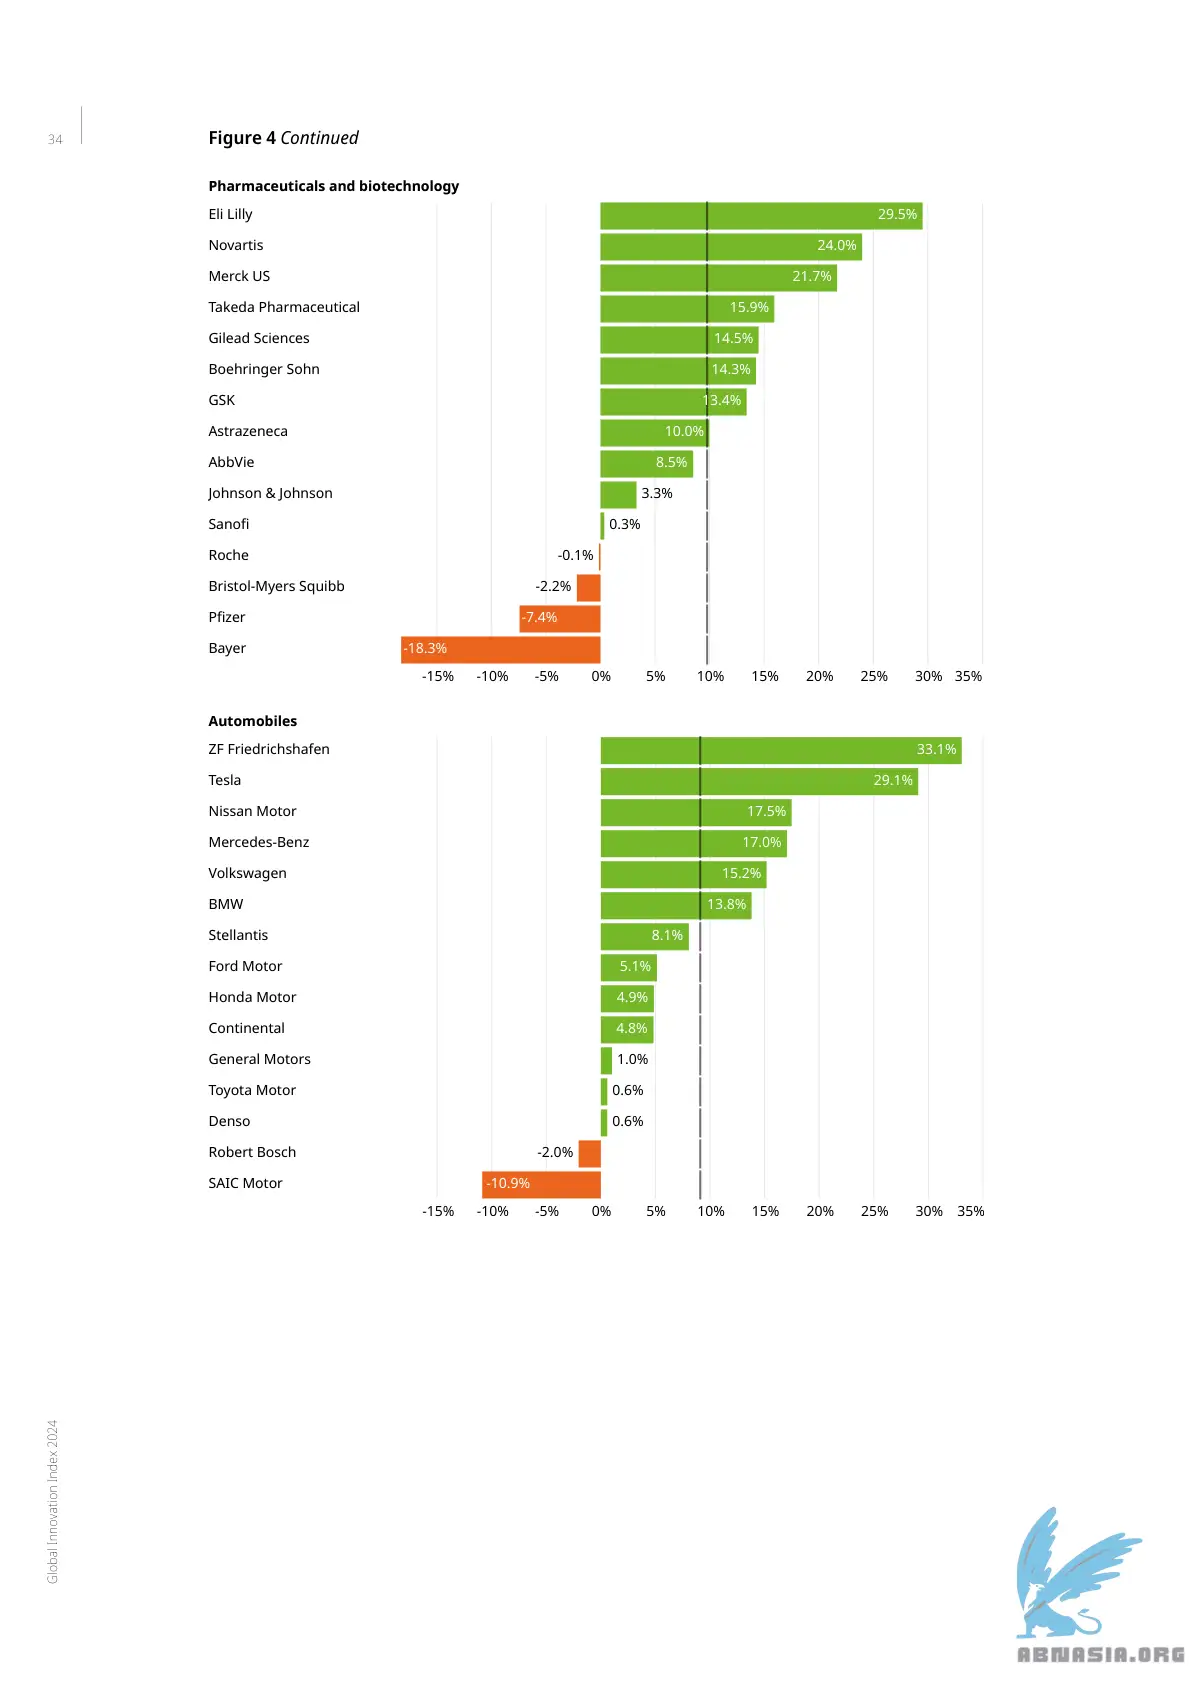 34
Figure 4 Continued
Pharmaceuticals and biotechnology
Eli Lilly 29.5%
Novartis 24.0%
Merck US 21.7%
Takeda Pharmaceutical 15.9%
Gilead Sciences 14.5%
Boehringer Sohn 14.3%
GSK 13.4%
Astrazeneca 10.0%
AbbVie 8.5%
Johnson & Johnson 3.3%
Sanofi 0.3%
Roche -0.1%
Bristol-Myers Squibb -2.2%
Pfizer -7.4%
Bayer -18.3%
-15% -10% -5% 0% 5% 10% 15% 20% 25% 30% 35%
Automobiles
ZF Friedrichshafen 33.1%
Tesla 29.1%
Nissan Motor 17.5%
Mercedes-Benz 17.0%
Volkswagen 15.2%
BMW 13.8%
Stellantis 8.1%
Ford Motor 5.1%
Honda Motor 4.9%
Continental 4.8%
General Motors 1.0%
Toyota Motor 0.6%
Denso 0.6%
Robert Bosch -2.0%
SAIC Motor -10.9%
-15% -10% -5% 0% 5% 10% 15% 20% 25% 30% 35%
Global Innovation Index 2024
ABNASIA.ORG